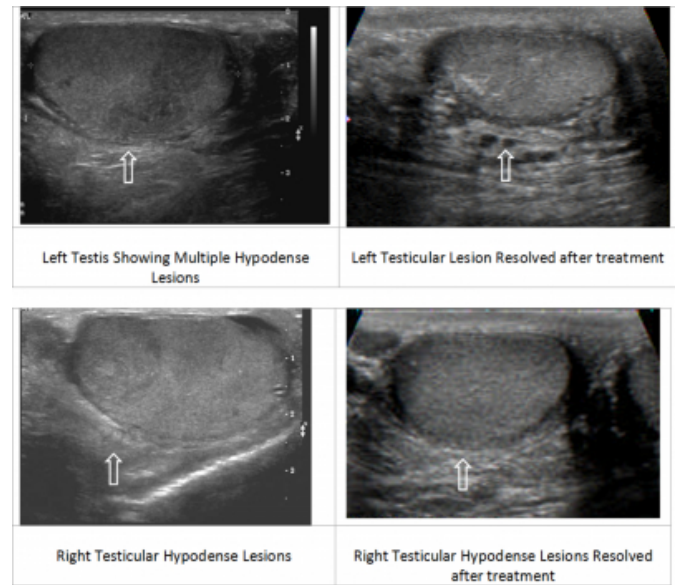 Left Testis Showing Multiple Hypodense
Lesions
Left Testicular Lesion Resolved after treatment
Right Testicular Hypodense Lesions
Right Testicular Hypodense Lesions Resolved
after treatment